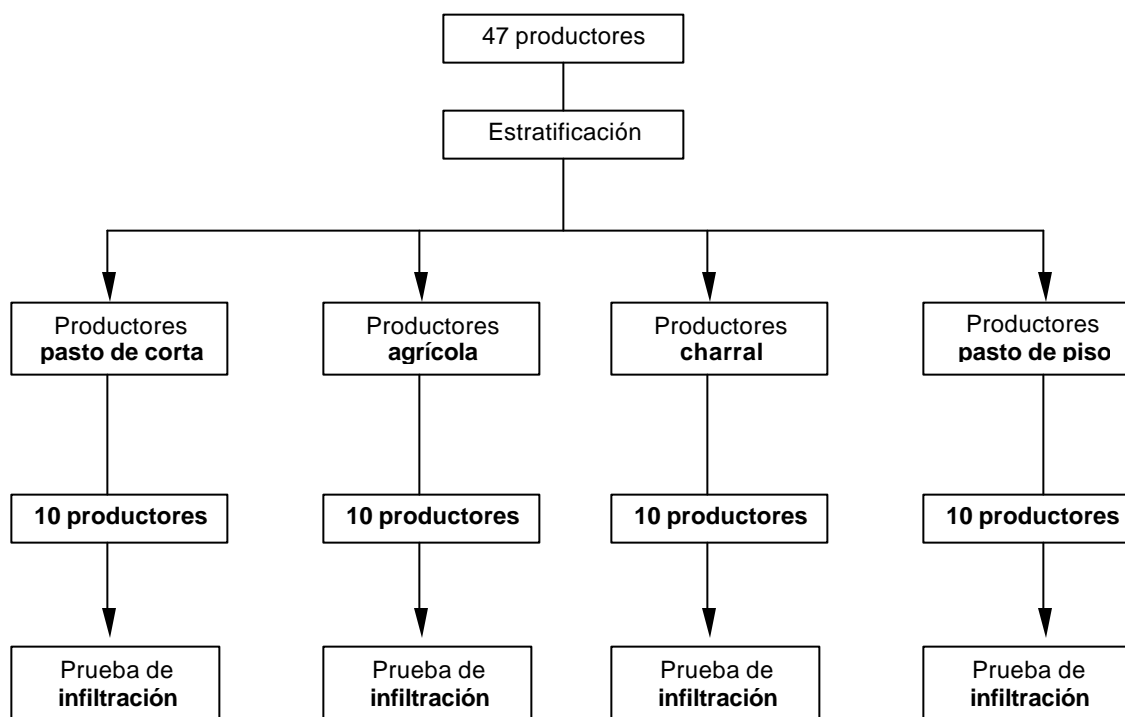 47 productores
Estratificación
Productores
pasto de corta
Productores
agrícola
Productores
charral
Productores
pasto de piso
10 productores
10 productores
10 productores
10 productores
Prueba de
infiltración
Prueba de
infiltración
Prueba de
infiltración
Prueba de
infiltración